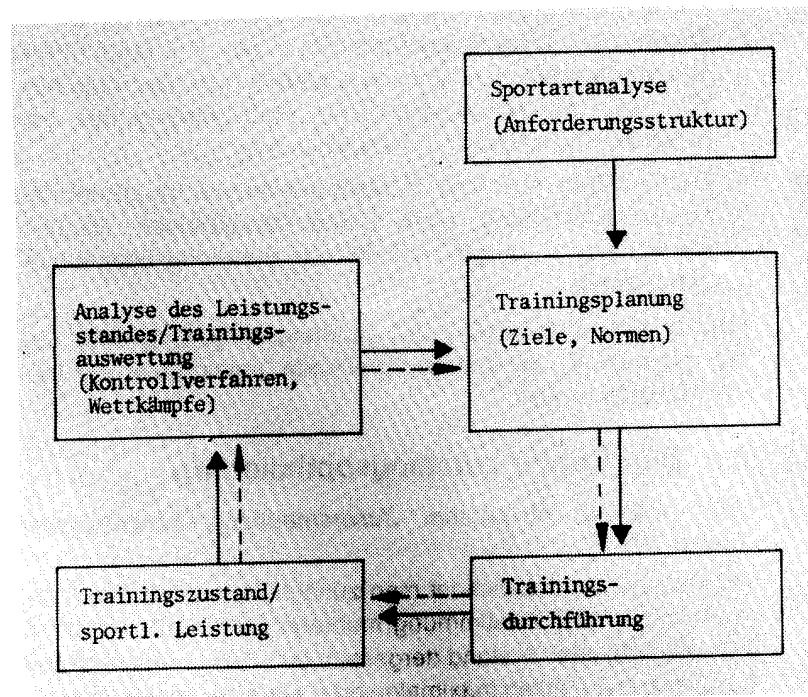 Sportartanalyse
(Anforderungsstruktur)
Analyse des Leistungs-
standes/Trainings-
auswertung
(Kontrollverfahren,
Wettkämpfe)
Trainingsplanung
(Ziele, Normen)
Trainingszustand/
sportl. Leistung
Trainings-
durchführung